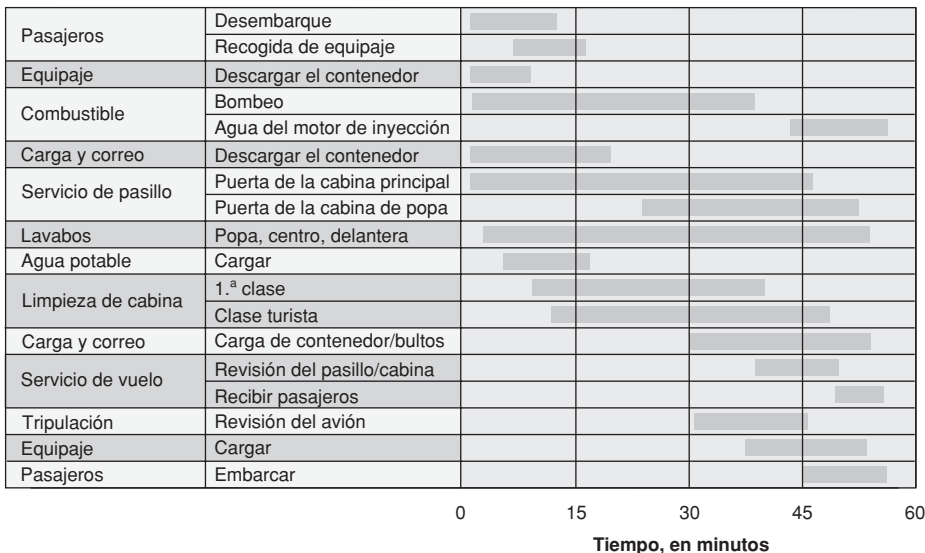 Pasajeros Desembarque
Recogida de equipaje
Equipaje Descargar el contenedor
Combustible Bombeo
Agua del motor de inyección
Carga y correo Descargar el contenedor
Servicio de pasillo Puerta de la cabina principal
Puerta de la cabina de popa
Lavabos Popa, centro, delantera
Agua potable Cargar
Limpieza de cabina 1.ª clase
Clase turista
Carga y correo Carga de contenedor/bultos
Servicio de vuelo Revisión del pasillo/cabina
Recibir pasajeros
Tripulación Revisión del avión
Equipaje Cargar
Pasajeros Embarcar
0 15 30 45 60
Tiempo, en minutos